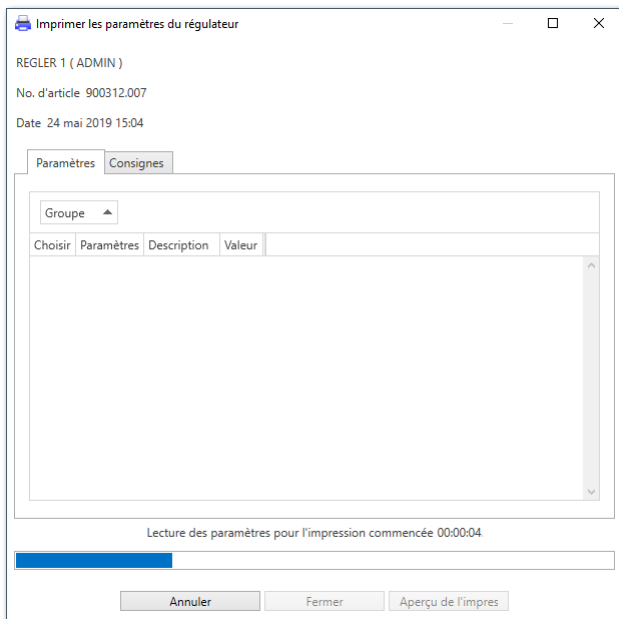 Imprimer les paramètres du régulateur
REGLER 1 ( ADMIN )
No. d'article 900312.007
Date 24 mai 2019 15:04
Paramètres Consignes
Groupe
Choisir Paramètres Description Valeur
Lecture des paramètres pour l'impression commencée 00:00:04
Annuler Fermer Aperçu de l'impres